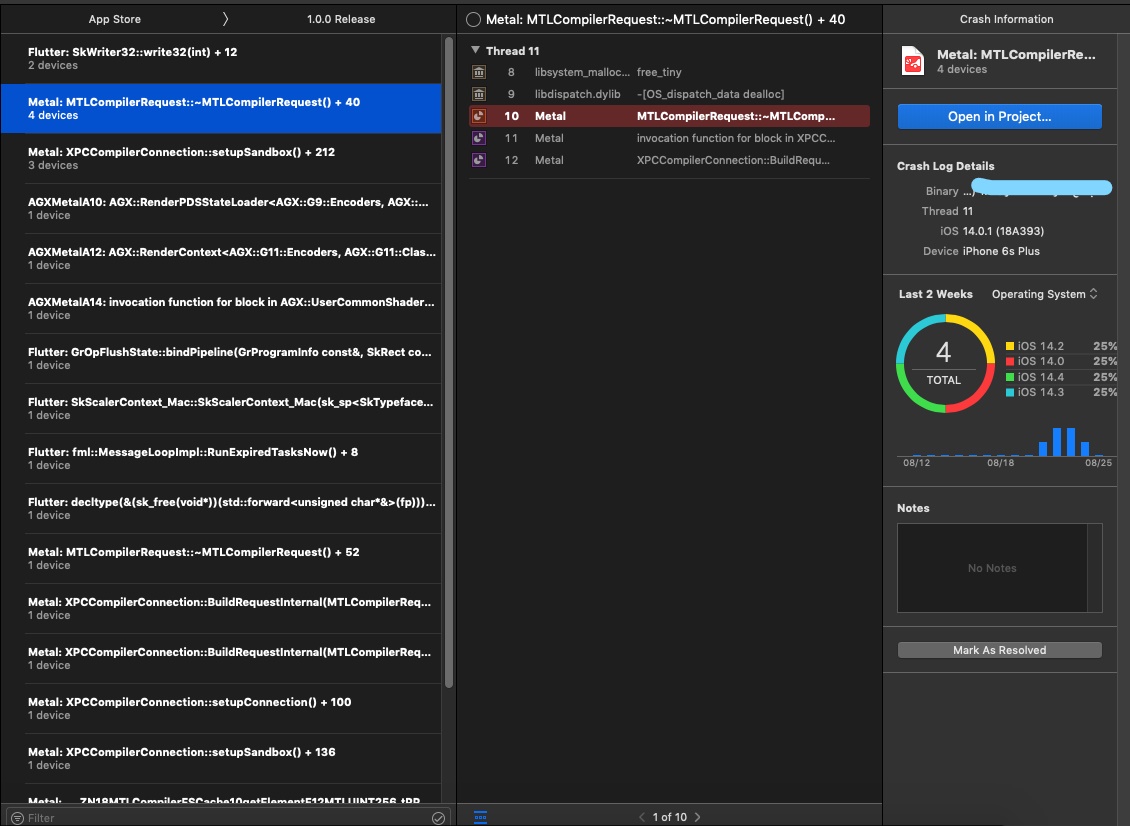 App Store
1.0.0 Release
Flutter: SkWriter32::write32(int) + 12
2 devices
Metal: MTLCompilerRequest::~MTLCompilerRequest() + 40
4 devices
Metal: XPCCompilerConnection::setupSandbox() + 212
3 devices
AGXMetalA10: AGX::RenderPDSStateLoader<AGX::G9::Encoders, AGX::...
1 device
AGXMetalA12: AGX::RenderContext<AGX::G11::Encoders, AGX::G11::Clas...
1 device
AGXMetalA14: invocation function for block in AGX::UserCommonShader...
1 device
Flutter: GrOpFlushState::bindPipeline(GrProgramInfo const&, SkRect co...
1 device
Flutter: SkScalerContext_Mac::SkScalerContext_Mac(sk_sp<SkTypeface...
1 device
Flutter: fml::MessageLoopImpl::RunExpiredTasksNow() + 8
1 device
Flutter: decltype(&(sk_free(void*))(std::forward<unsigned char*&>(fp)))...
1 device
Metal: MTLCompilerRequest::~MTLCompilerRequest() + 52
1 device
Metal: XPCCompilerConnection::BuildRequestInternal(MTLCompilerReq...
1 device
Metal: XPCCompilerConnection::BuildRequestInternal(MTLCompilerReq...
1 device
Metal: XPCCompilerConnection::setupConnection() + 100
1 device
Metal: XPCCompilerConnection::setupSandbox() + 136
1 device
Filter
Metal: MTLCompilerRequest::~MTLCompilerRequest() + 40
Thread 11
8 libsystem_malloc... free_tiny
9 libdispatch.dylib -[OS_dispatch_data dealloc]
10 Metal MTLCompilerRequest::~MTLComp...
11 Metal invocation function for block in XPCC...
12 Metal XPCCompilerConnection::BuildRequ...
1 of 10
Crash Information
Metal: MTLCompilerRe...
4 devices
Open in Project...
Crash Log Details
Binary
Thread 11
iOS 14.0.1 (18A393)
Device iPhone 6s Plus
Last 2 Weeks Operating System
4
TOTAL
iOS 14.2 25%
iOS 14.0 25%
iOS 14.4 25%
iOS 14.3 25%
08/12 08/18 08/25
Notes
No Notes
Mark As Resolved